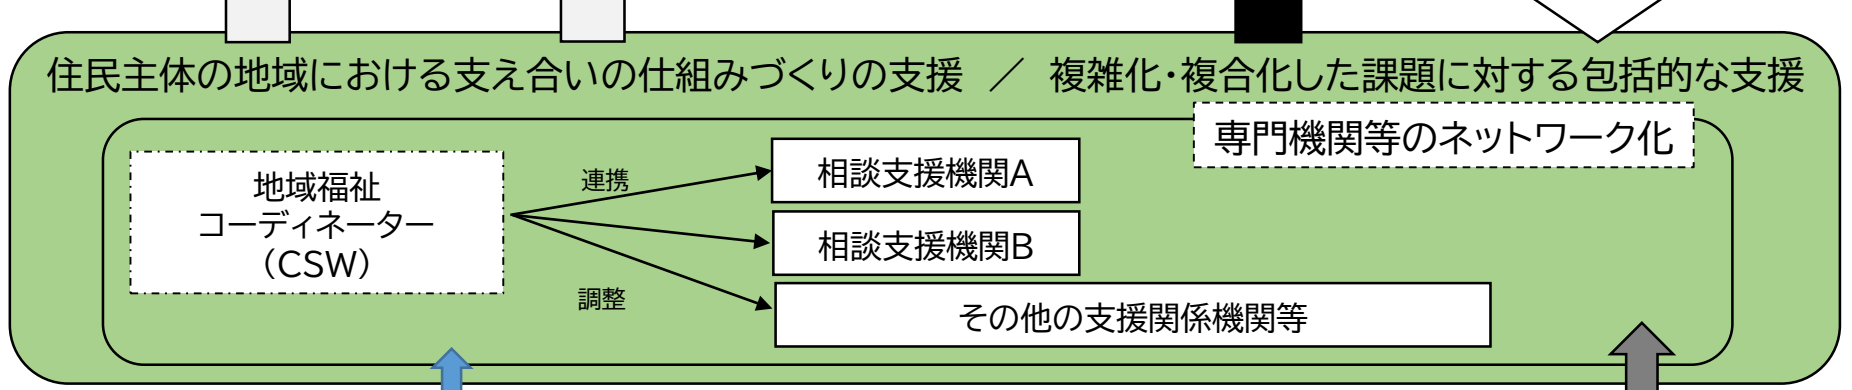 住民主体の地域における支え合いの仕組みづくりの支援 ／ 複雑化・複合化した課題に対する包括的な支援
専門機関等のネットワーク化
地域福祉
コーディネーター
（CSW）
連携
調整
相談支援機関A
相談支援機関B
その他の支援関係機関等